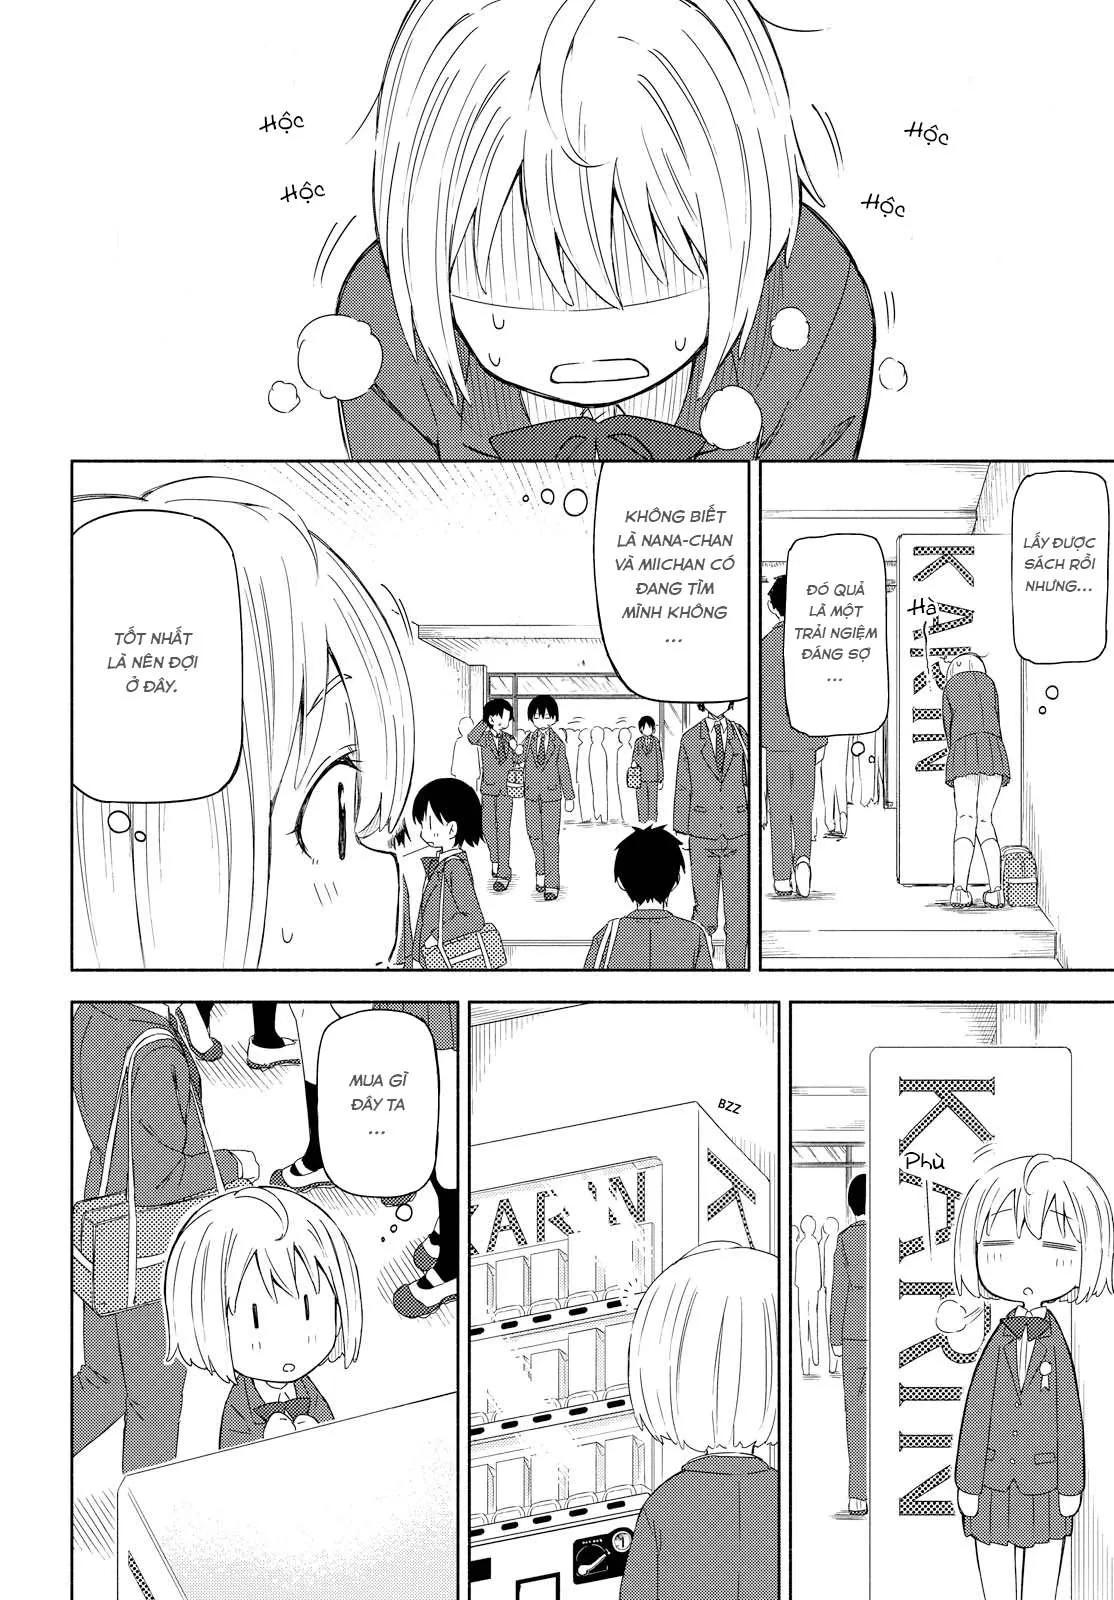 Hộc
Hộc
Hộc
Hộc
LẤY ĐƯỢC
SÁCH RỒI
NHƯNG...
KARIN
Hà
ĐÓ QUẢ
LÀ MỘT
TRẢI NGIỆM
ĐÁNG SỢ
...
KHÔNG BIẾT
LÀ NANA-CHAN
VÀ MIICHAN CÓ
ĐANG TÌM
MÌNH KHÔNG
...
TỐT NHẤT
LÀ NÊN ĐỢI
Ở ĐÂY.
KARIN
Phù
BZZ
KARIN
MUA GÌ
ĐÂY TA
...